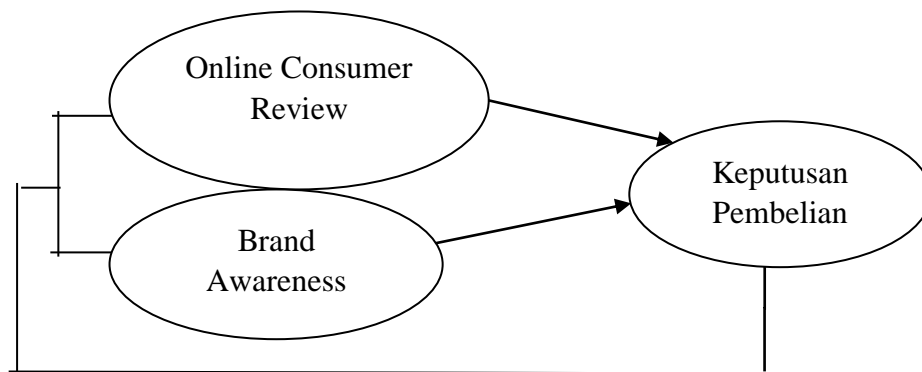 Online Consumer
Review
Keputusan
Pembelian
Brand
Awareness